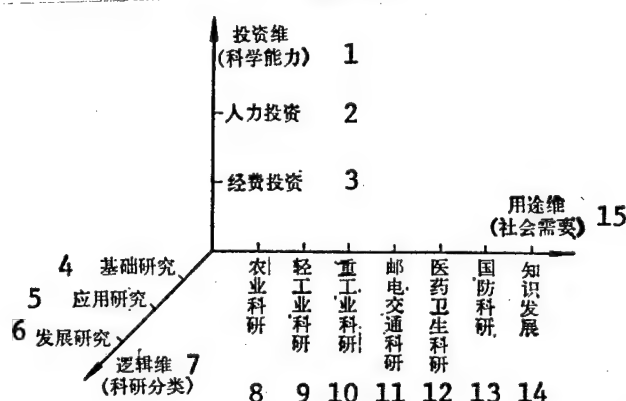 投资维
(科学能力) 1
人力投资 2
经费投资 3
用途维
(社会需要) 15
4 基础研究
5 应用研究
6 发展研究
逻辑维 7
(科研分类)
农业科研
轻工业科研
重工业科研
邮电交通科研
医药卫生科研
国防科研
知识发展
8 9 10 11 12 13 14